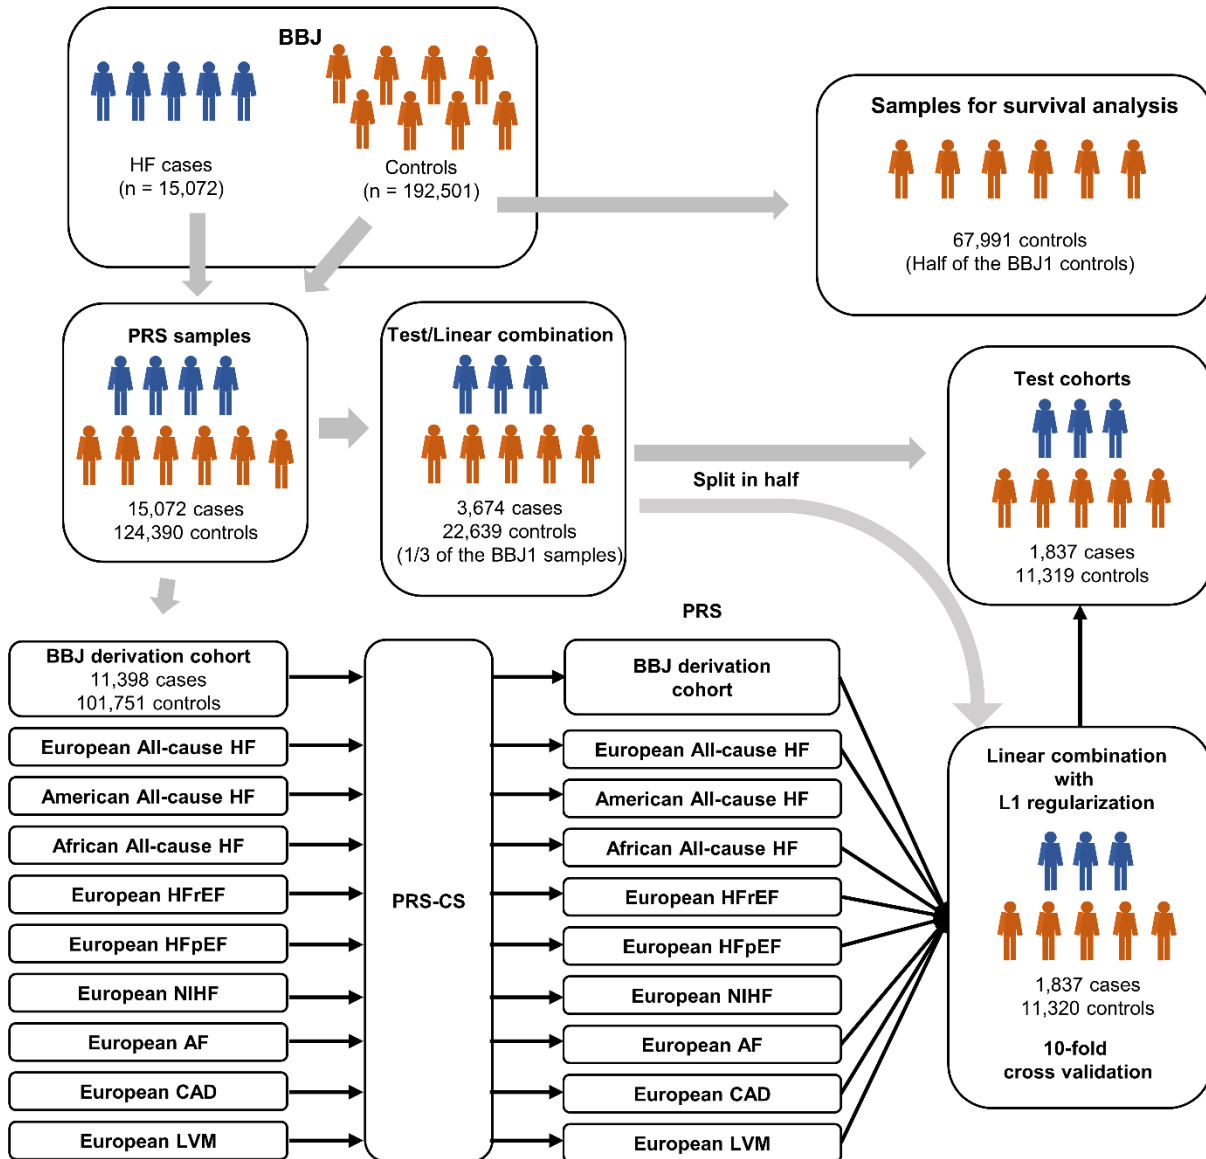 BBJ
HF cases
(n = 15,072)
Controls
(n = 192,501)
Samples for survival analysis
67,991 controls
(Half of the BBJ1 controls)
PRS samples
15,072 cases
124,390 controls
Test/Linear combination
3,674 cases
22,639 controls
(1/3 of the BBJ1 samples)
Split in half
Test cohorts
1,837 cases
11,319 controls
BBJ derivation cohort
11,398 cases
101,751 controls
European All-cause HF
American All-cause HF
African All-cause HF
European HFrEF
European HFpEF
European NIHF
European AF
European CAD
European LVM
PRS-CS
PRS
BBJ derivation
cohort
European All-cause HF
American All-cause HF
African All-cause HF
European HFrEF
European HFpEF
European NIHF
European AF
European CAD
European LVM
Linear combination
with
L1 regularization
1,837 cases
11,320 controls
10-fold
cross validation